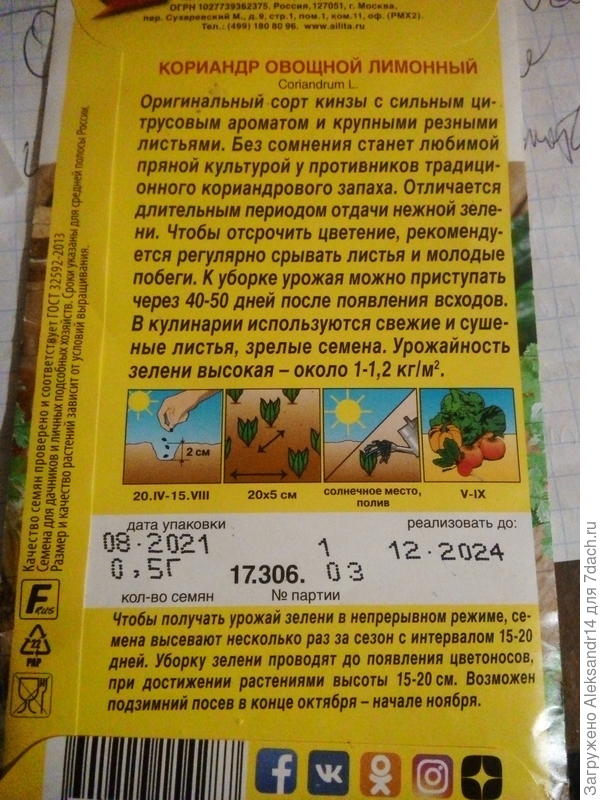 ОГРН 1027739362375. Россия,127051, г. Москва,
пер. Сухаревский М., д.9, стр.1, пом.1, ком.11, оф. (РМХ2).
Тел.: (499) 180 80 96. www.ailita.ru
КОРИАНДР ОВОЩНОЙ ЛИМОННЫЙ
Coriandrum L.
Оригинальный сорт кинзы с сильным ци-
трусовым ароматом и крупными резными
листьями. Без сомнения станет любимой
пряной культурой у противников традици-
онного кориандрового запаха. Отличается
длительным периодом отдачи нежной зеле-
ни. Чтобы отсрочить цветение, рекоменду-
ется регулярно срывать листья и молодые
побеги. К уборке урожая можно приступать
через 40-50 дней после появления всходов.
В кулинарии используются свежие и суше-
ные листья, зрелые семена. Урожайность
зелени высокая – около 1-1,2 кг/м².
2 см
20.IV-15.VIII
20х5 см
солнечное место,
полив
V-IX
дата упаковки
реализовать до:
08.2021
1
12.2024
0,5Г
17.306.
03
кол-во семян
№ партии
Чтобы получать урожай зелени в непрерывном режиме, се-
мена высевают несколько раз за сезон с интервалом 15-20
дней. Уборку зелени проводят до появления цветоносов,
при достижении растениями высоты 15-20 см. Возможен
подзимний посев в конце октября – начале ноября.
Качество семян проверено и соответствует ГОСТ 32592-2013
Семена для дачников и личных подсобных хозяйств. Сроки указаны для средней полосы России.
Размер и качество растений зависит от условий выращивания.
F RUS
22
PAP
Загружено Aleksandr14 для 7dach.ru